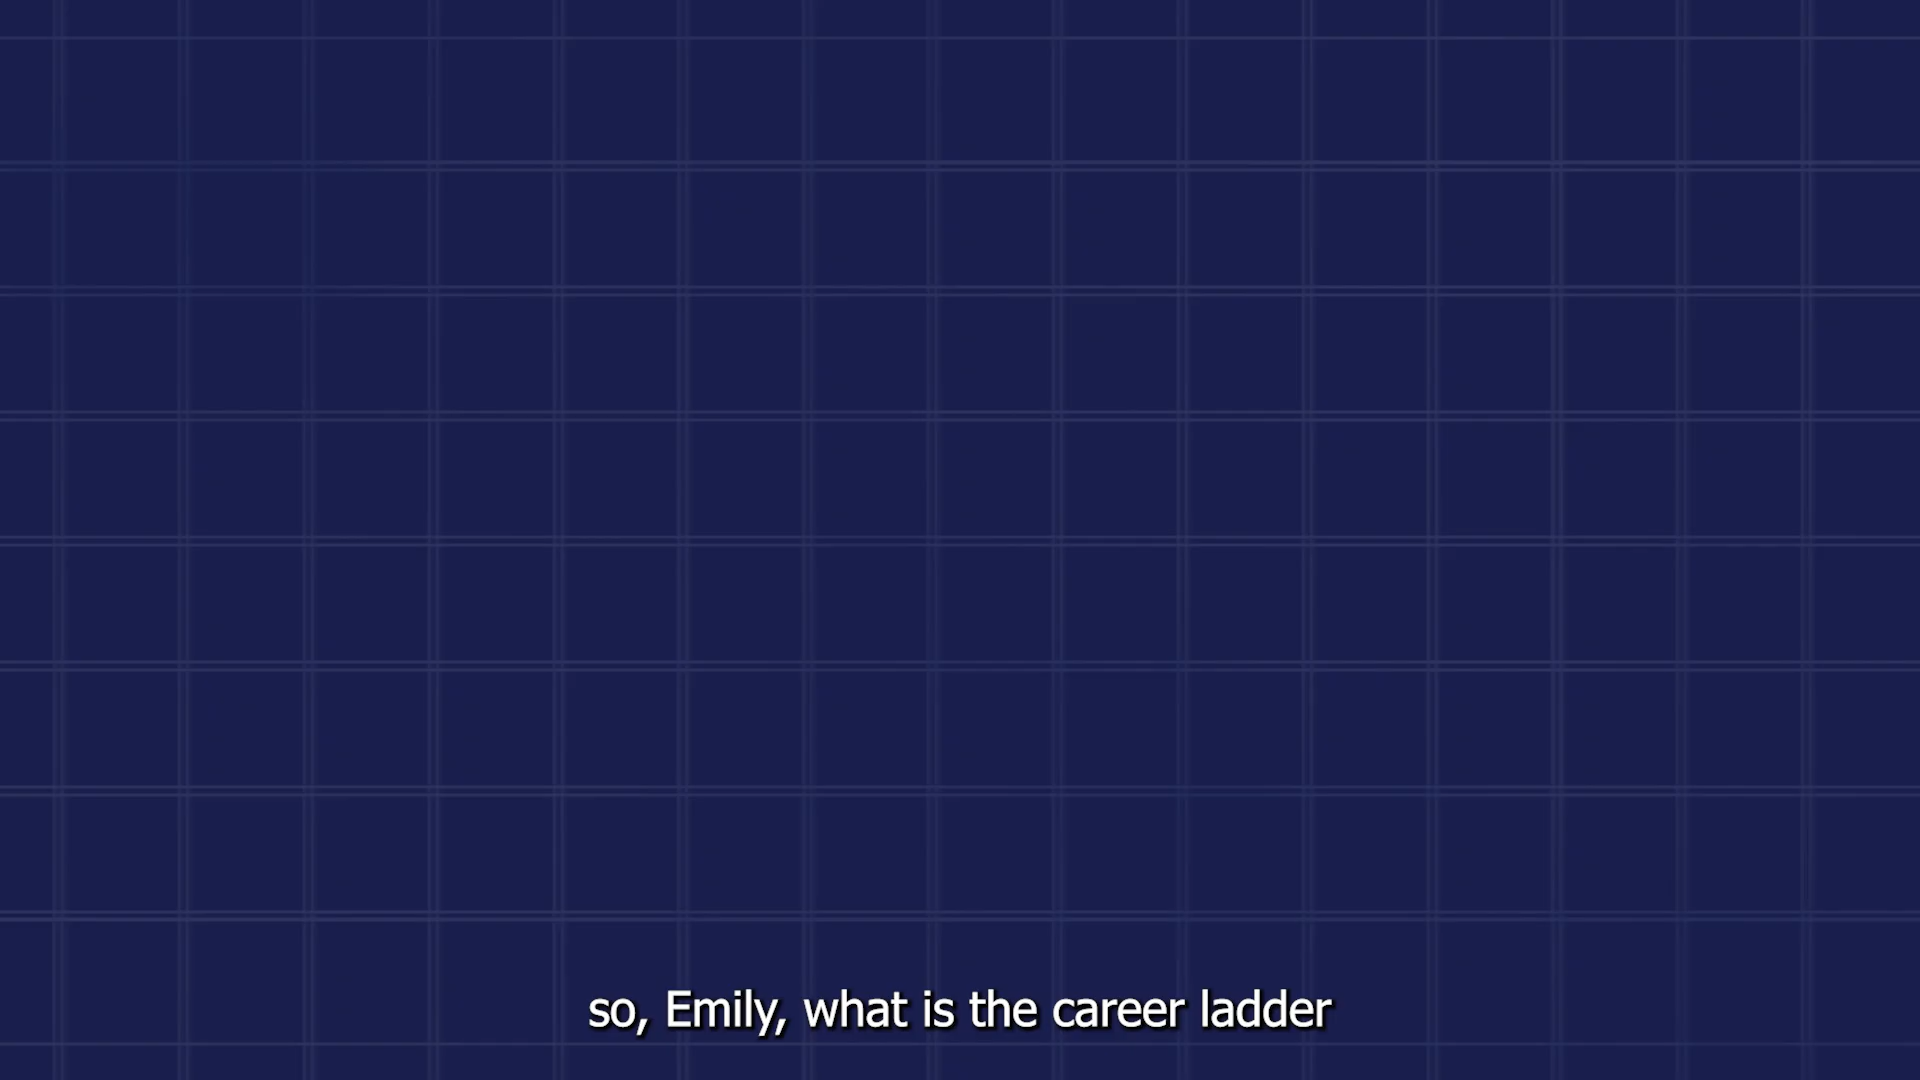 so, Emily, what is the career ladder